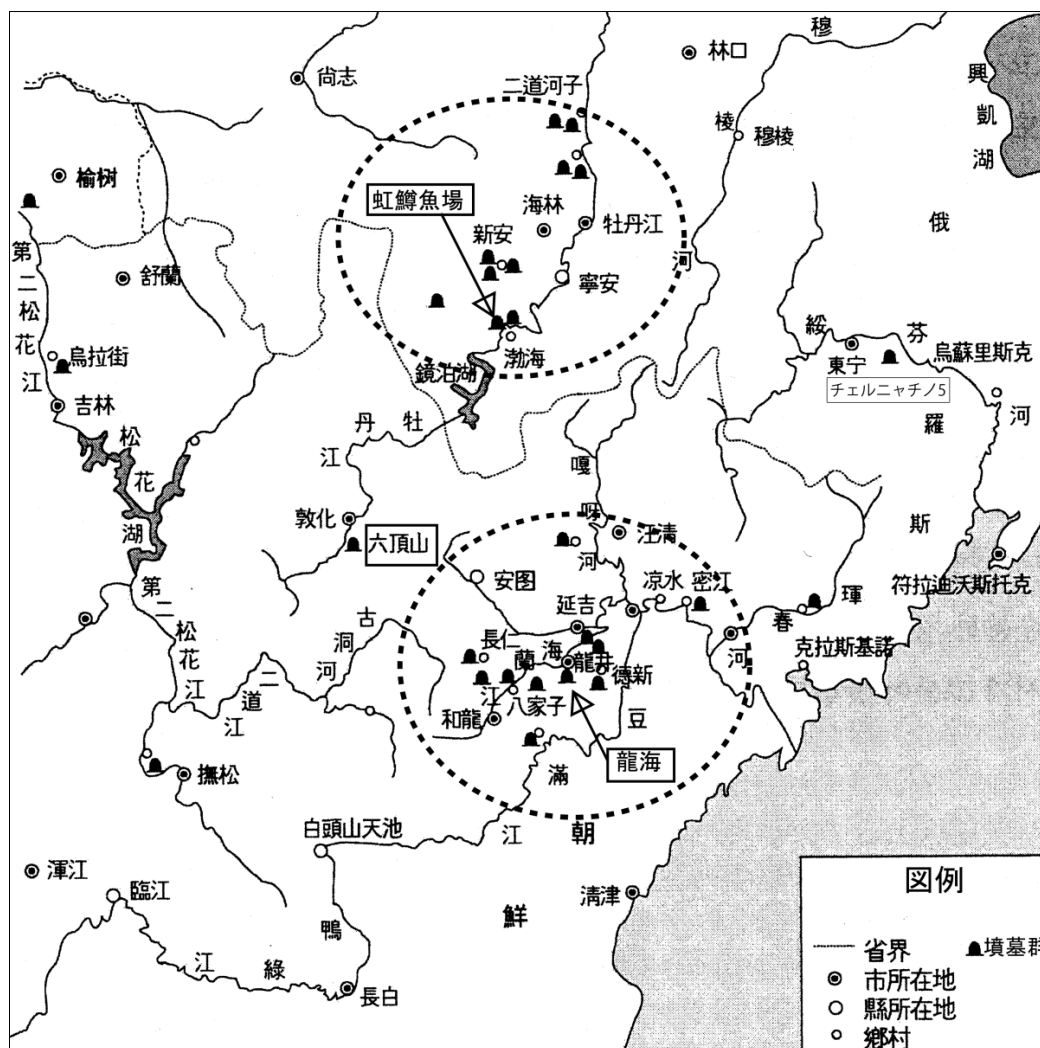 林口
穆
棱
河
興凱湖
尚志
二道河子
穆棱
榆树
虹鱒魚場
海林
牡丹江
俄
羅
斯
新安
寧安
第二松花江
舒蘭
綏
芬
河
烏拉街
渤海
東宁
烏蘇里斯克
チェルニャチノ5
鏡泊湖
吉林
牡
丹
江
松
花
湖
嘎
呀
河
敦化
汪清
六頂山
安图
凉水
密江
琿
春
河
符拉迪沃斯托克
延吉
第二松花江
古
洞
河
長仁
海
蘭
江
龍井
德新
克拉斯基諾
二
道
江
八家子
和龍
豆
滿
江
龍海
撫松
白頭山天池
朝
鮮
渾江
臨江
清津
鴨
綠
江
長白
図例
省界
墳墓群
市所在地
縣所在地
鄉村